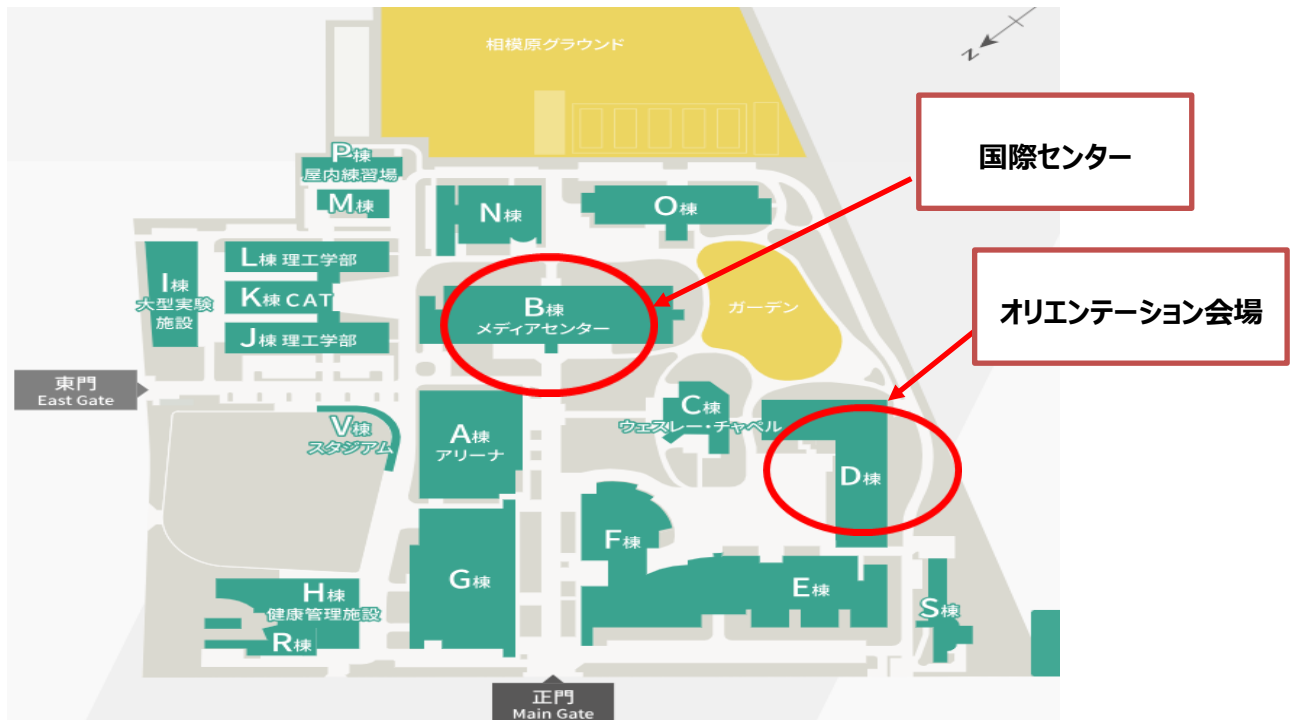 相模原グラウンド
N
国際センター
P棟
屋内練習場
M棟
N棟
O棟
L棟 理工学部
I棟
大型実験
施設
K棟 CAT
J棟 理工学部
B棟
メディアセンター
ガーデン
オリエンテーション会場
東門
East Gate
V棟
スタジアム
A棟
アリーナ
C棟
ウェスレー・チャペル
D棟
F棟
G棟
E棟
H棟
健康管理施設
R棟
S棟
正門
Main Gate